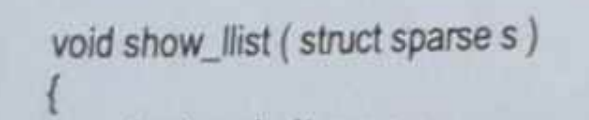 void show_llist ( struct sparse s )
{